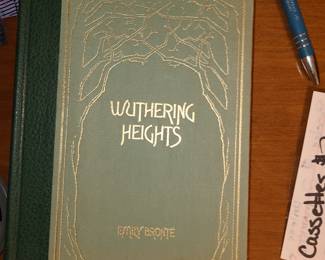 WUTHERING
HEIGHTS
EMILY BRONTË
Cassettes